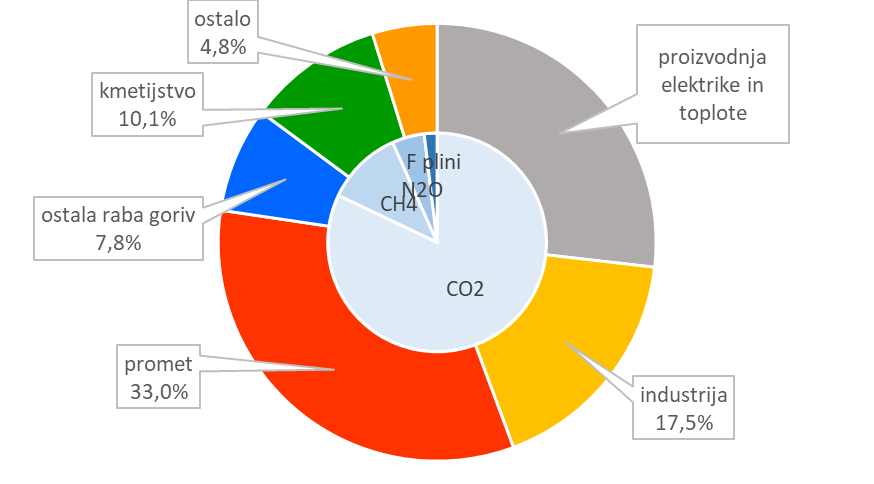 ostalo
4,8%
kmetijstvo
10,1%
ostala raba goriv
7,8%
promet
33,0%
proizvodnja
elektrike in
toplote
industrija
17,5%
F plini
N2O
CH4
CO2